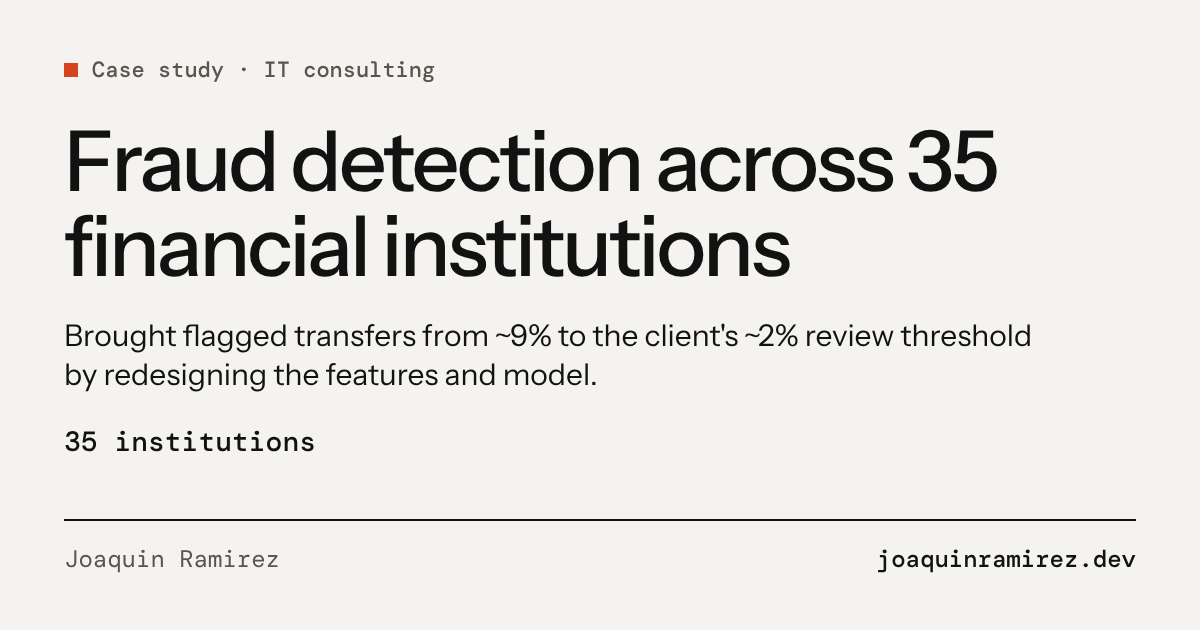 Case study · IT consulting
Fraud detection across 35
financial institutions
Brought flagged transfers from ~9% to the client's ~2% review threshold
by redesigning the features and model.
35 institutions
Joaquin Ramirez
joaquinramirez.dev